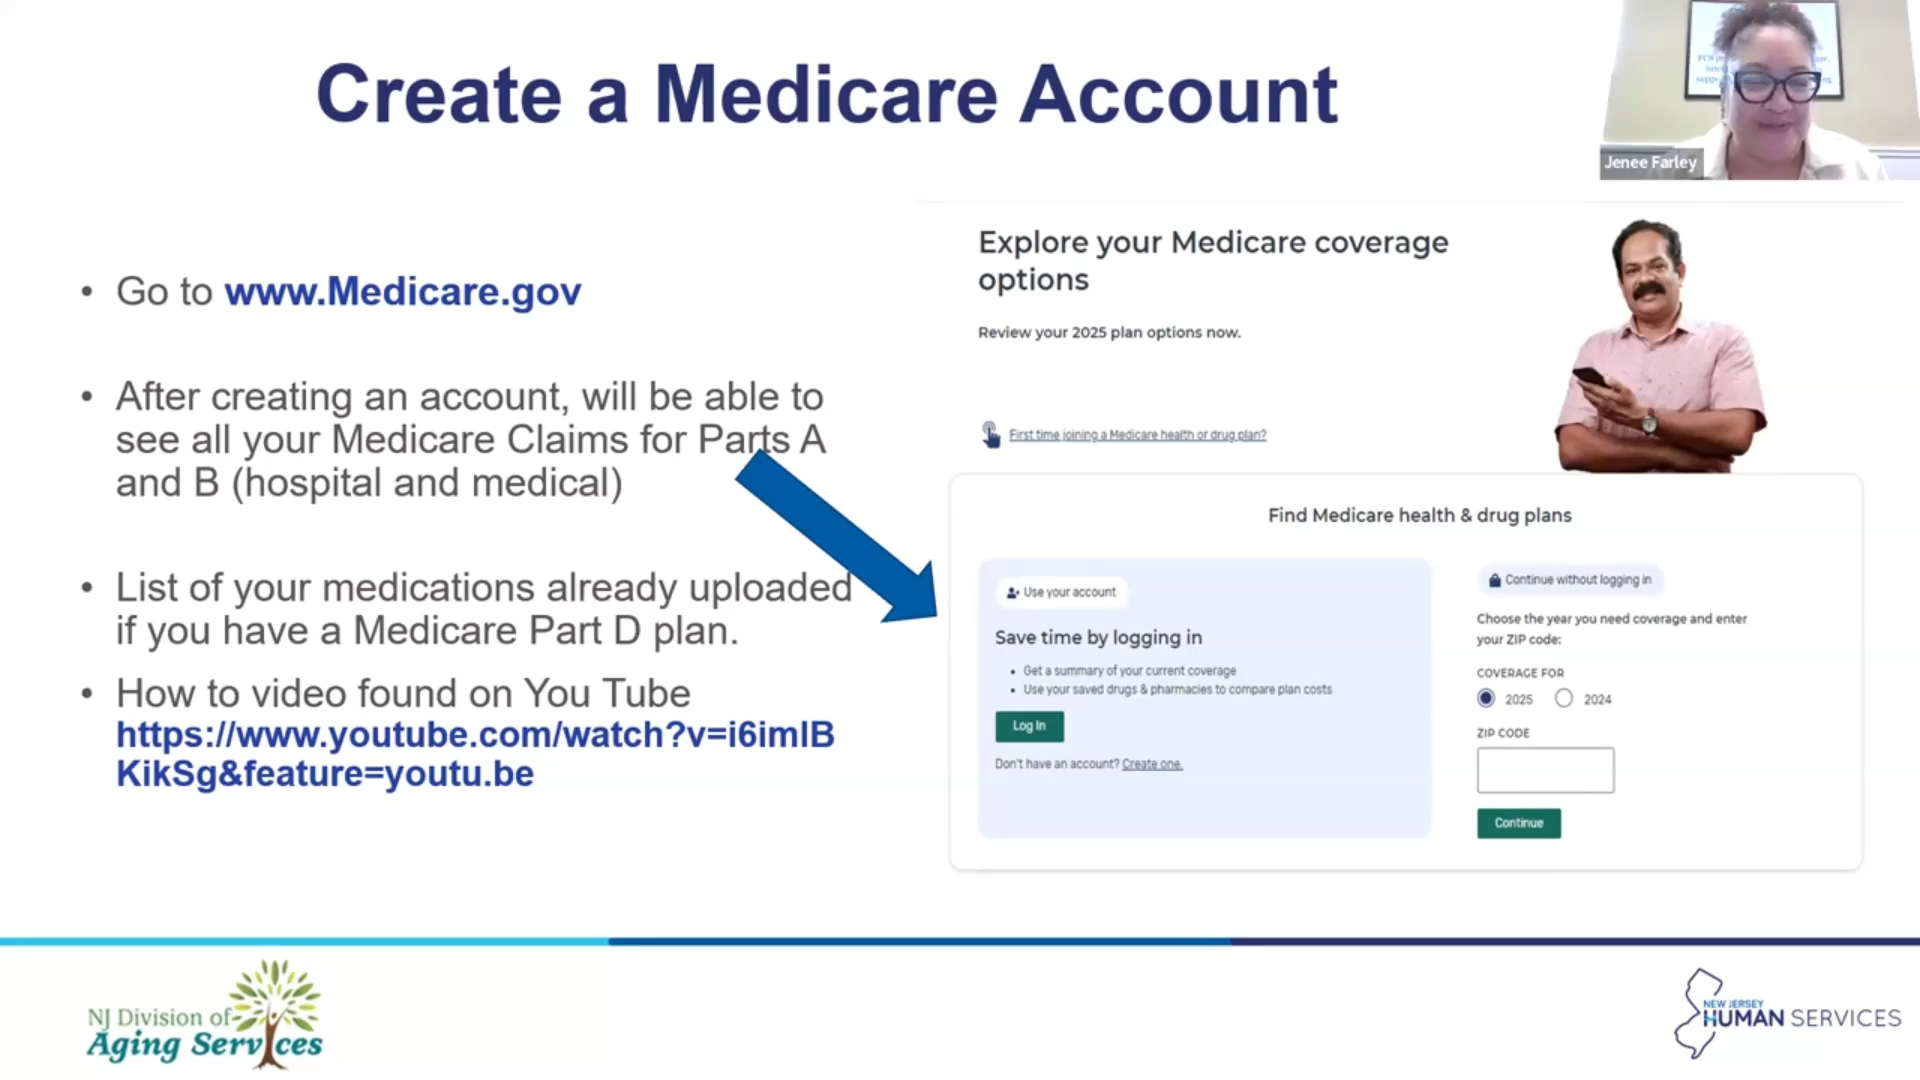 Create a Medicare Account
Jenee Farley
• Go to www.Medicare.gov
• After creating an account, will be able to
see all your Medicare Claims for Parts A
and B (hospital and medical)
• List of your medications already uploaded
if you have a Medicare Part D plan.
• How to video found on You Tube
https://www.youtube.com/watch?v=i6imIB
KikSg&feature=youtu.be
Explore your Medicare coverage
options
Review your 2025 plan options now.
First time joining a Medicare health or drug plan?
Find Medicare health & drug plans
Use your account
Save time by logging in
• Get a summary of your current coverage
• Use your saved drugs & pharmacies to compare plan costs
Log In
Don't have an account? Create one.
Continue without logging in
Choose the year you need coverage and enter
your ZIP code:
COVERAGE FOR
2025 2024
ZIP CODE
Continue
NJ Division of
Aging Services
NEW JERSEY
HUMAN SERVICES